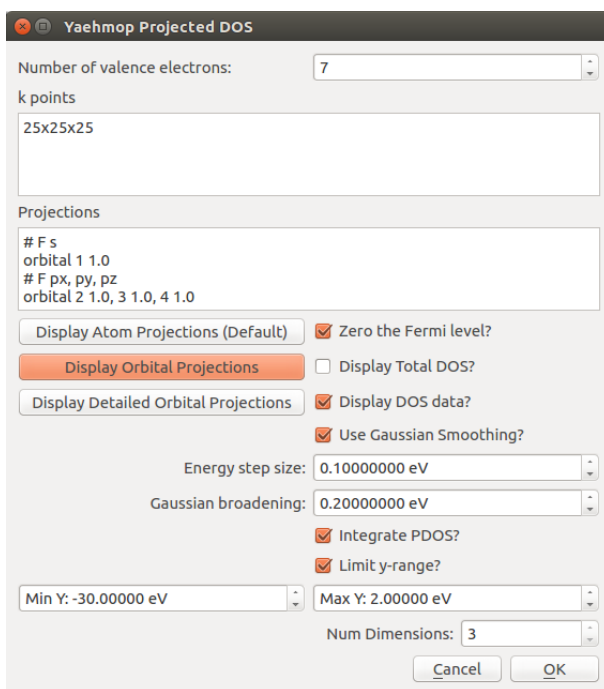 Yaehmop Projected DOS
Number of valence electrons: 7
k points
25x25x25
Projections
# F s
orbital 1 1.0
# F px, py, pz
orbital 2 1.0, 3 1.0, 4 1.0
Display Atom Projections (Default) Zero the Fermi level?
Display Orbital Projections Display Total DOS?
Display Detailed Orbital Projections Display DOS data?
Use Gaussian Smoothing?
Energy step size: 0.10000000 eV
Gaussian broadening: 0.20000000 eV
Integrate PDOS?
Limit y-range?
Min Y: -30.00000 eV Max Y: 2.00000 eV
Num Dimensions: 3
Cancel OK